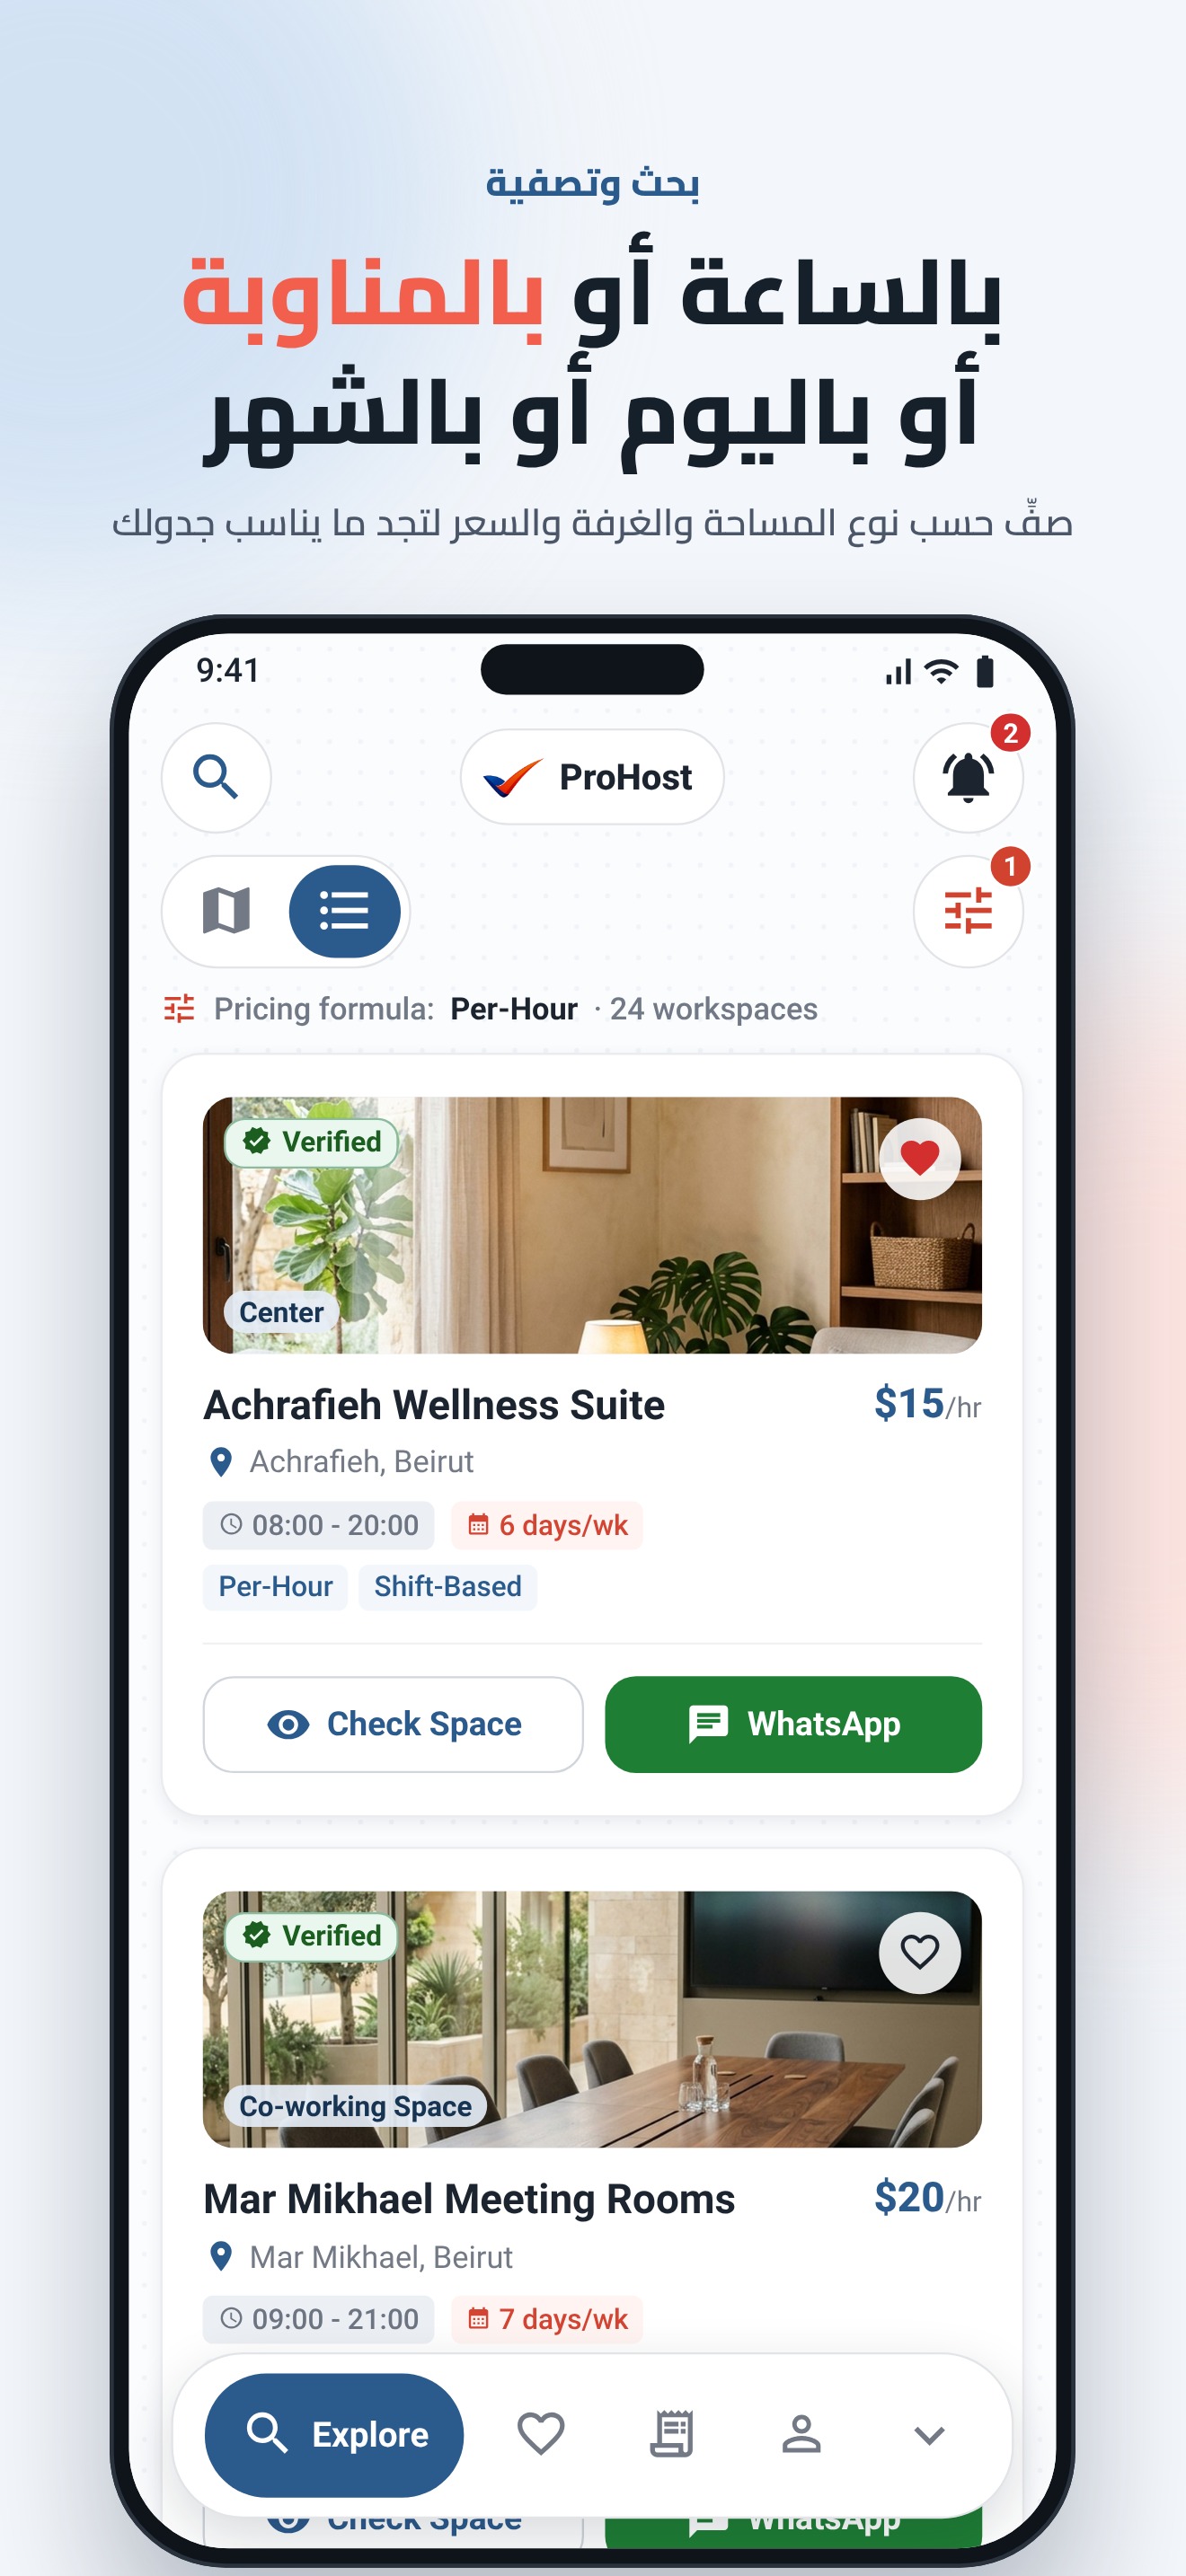 بحث وتصفية
بالساعة أو بالمناوبة
أو باليوم أو بالشهر
صفِّ حسب نوع المساحة والغرفة والسعر لتجد ما يناسب جدولك
9:41
ProHost
2
1
Pricing formula: Per-Hour · 24 workspaces
Verified
Center
Achrafieh Wellness Suite
$15/hr
Achrafieh, Beirut
08:00 - 20:00
6 days/wk
Per-Hour
Shift-Based
Check Space
WhatsApp
Verified
Co-working Space
Mar Mikhael Meeting Rooms
$20/hr
Mar Mikhael, Beirut
09:00 - 21:00
7 days/wk
Explore
Check Space
WhatsApp